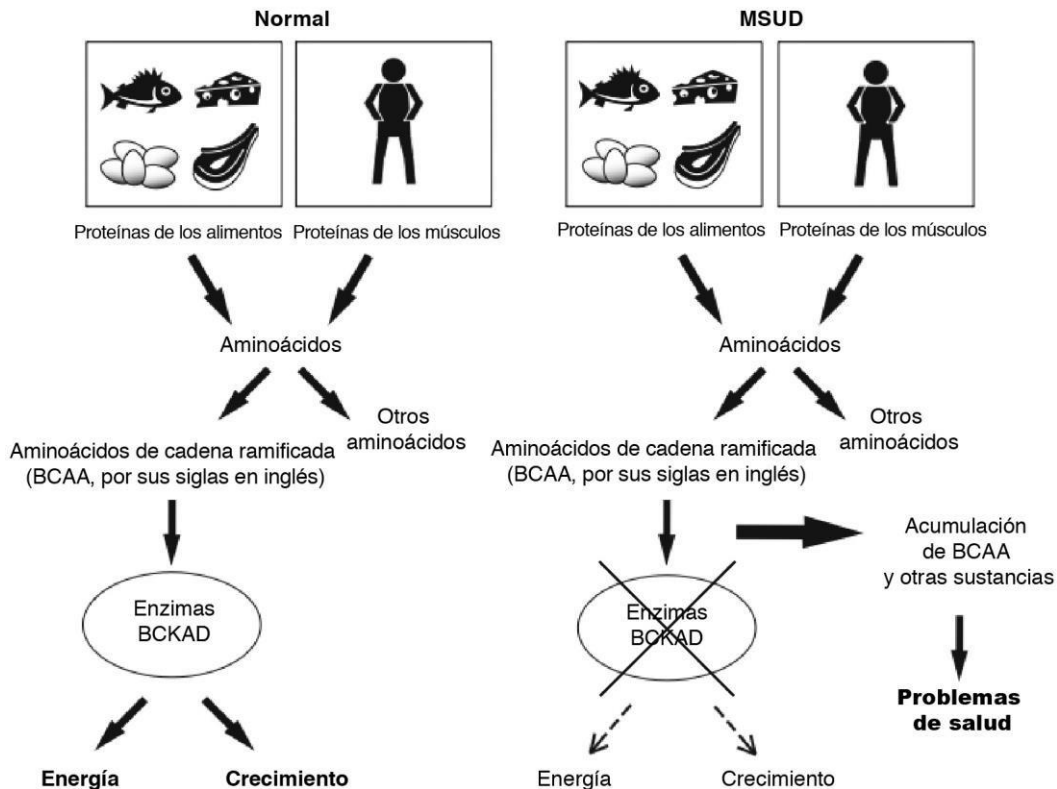 Normal
Proteínas de los alimentos
Proteínas de los músculos
Aminoácidos
Otros
aminoácidos
Aminoácidos de cadena ramificada
(BCAA, por sus siglas en inglés)
Enzimas
BCKAD
Energía
Crecimiento
MSUD
Proteínas de los alimentos
Proteínas de los músculos
Aminoácidos
Otros
aminoácidos
Aminoácidos de cadena ramificada
(BCAA, por sus siglas en inglés)
Acumulación
de BCAA
y otras sustancias
Enzimas
BCKAD
Problemas
de salud
Energía
Crecimiento